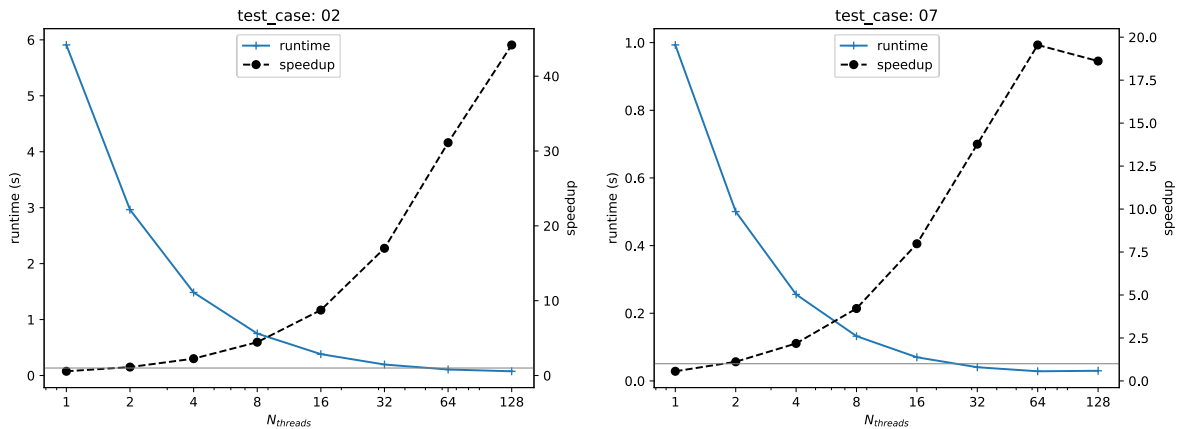 test_case: 02
runtime
speedup
6
5
4
3
2
1
0
runtime (s)
40
30
20
10
0
speedup
1 2 4 8 16 32 64 128
N_threads
test_case: 07
runtime
speedup
1.0
0.8
0.6
0.4
0.2
0.0
runtime (s)
20.0
17.5
15.0
12.5
10.0
7.5
5.0
2.5
0.0
speedup
1 2 4 8 16 32 64 128
N_threads